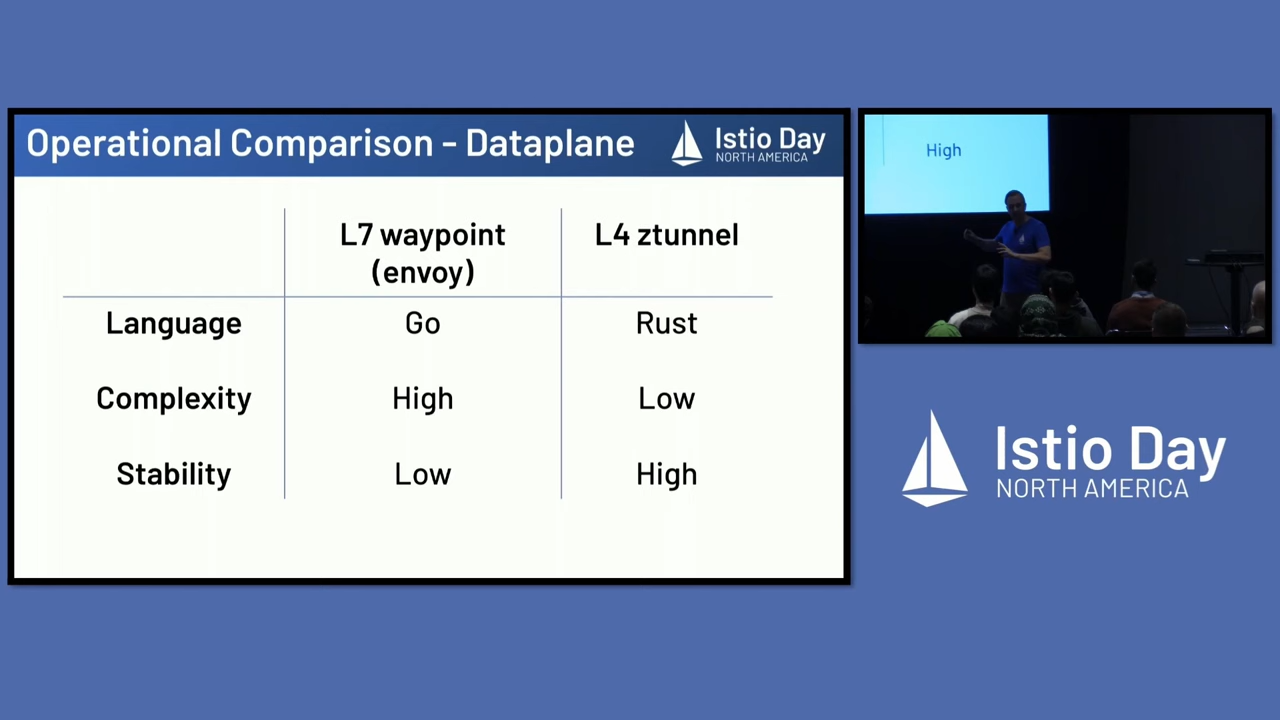 Operational Comparison - Dataplane
Istio Day
NORTH AMERICA
L7 waypoint (envoy)
L4 ztunnel
Language
Go
Rust
Complexity
High
Low
Stability
Low
High
High
Istio Day
NORTH AMERICA